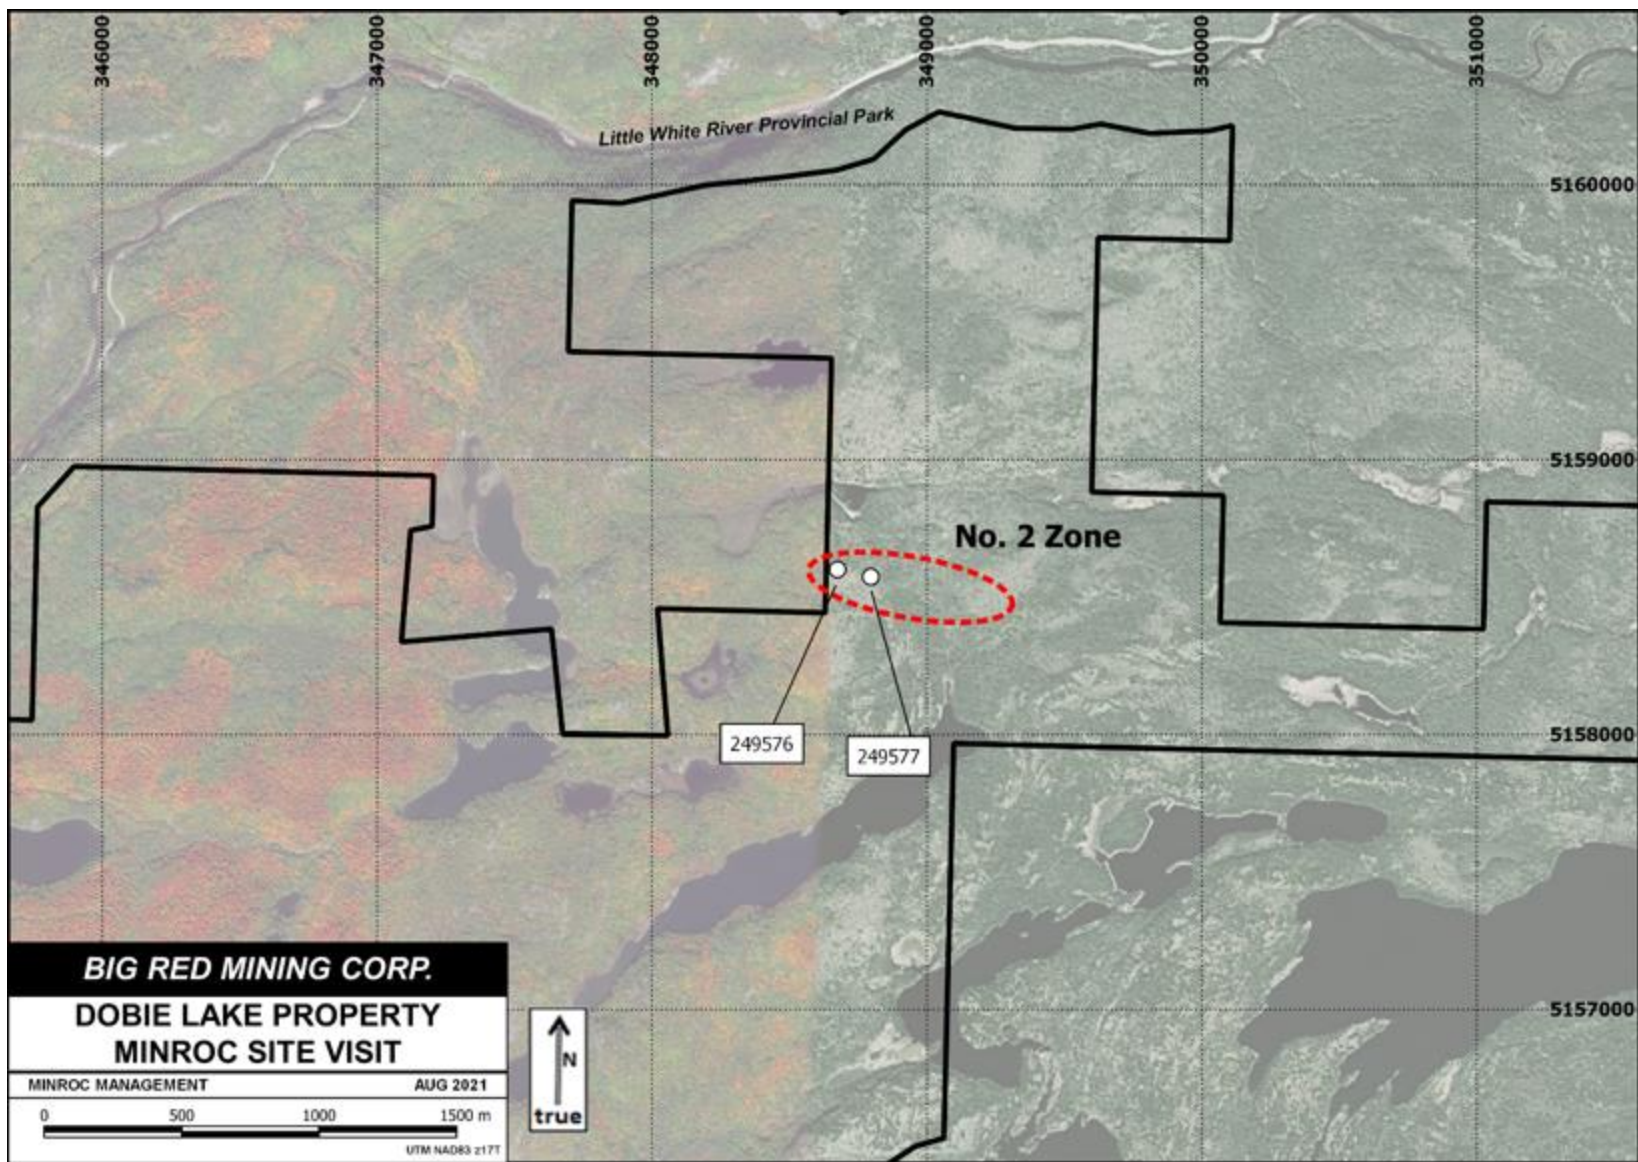 346000
347000
348000
349000
350000
351000
Little White River Provincial Park
5160000
5159000
No. 2 Zone
249576
249577
5158000
5157000
BIG RED MINING CORP.
DOBIE LAKE PROPERTY
MINROC SITE VISIT
MINROC MANAGEMENT AUG 2021
0 500 1000 1500 m
UTM NAD83 z17T
N
true